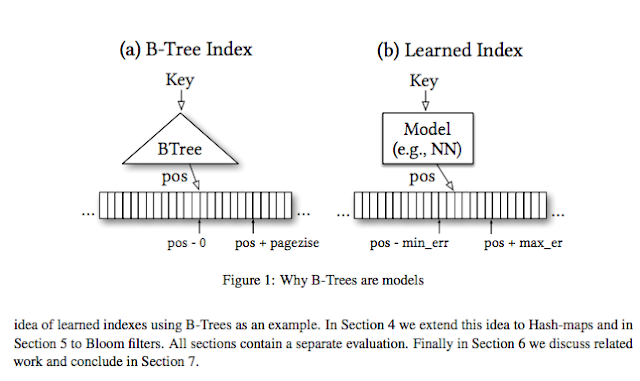 (a) B-Tree Index (b) Learned Index
Key Key
BTree Model
(e.g., NN)
pos pos
... ... ... ...
pos - 0 pos + pagezise pos - min_err pos + max_er
Figure 1: Why B-Trees are models
idea of learned indexes using B-Trees as an example. In Section 4 we extend this idea to Hash-maps and in
Section 5 to Bloom filters. All sections contain a separate evaluation. Finally in Section 6 we discuss related
work and conclude in Section 7.